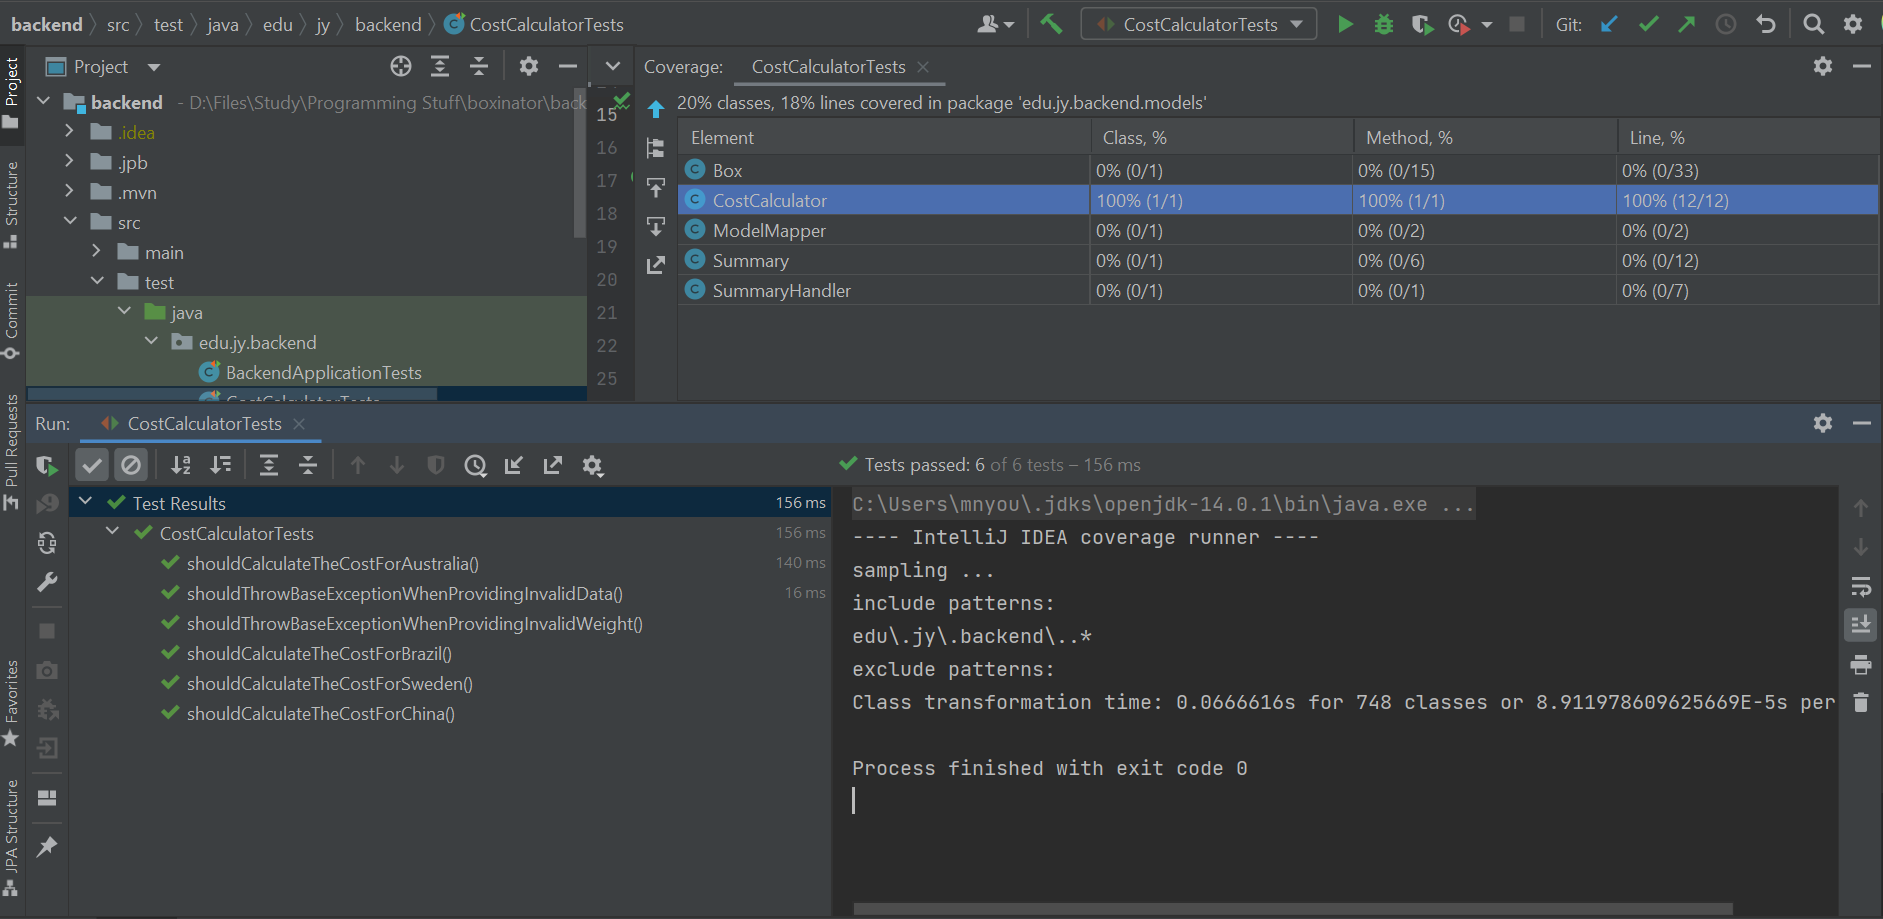 backend src test java edu jy backend CostCalculatorTests
CostCalculatorTests
Git:
Project
Structure
Commit
Pull Requests
Favorites
JPA Structure
Project
backend - D:\Files\Study\Programming Stuff\boxinator\back
.idea
.jpb
.mvn
src
main
test
java
edu.jy.backend
BackendApplicationTests
CostCalculatorTests
15
16
17
18
19
20
21
22
25
Coverage: CostCalculatorTests
20% classes, 18% lines covered in package 'edu.jy.backend.models'
Element Class, % Method, % Line, %
Box 0% (0/1) 0% (0/15) 0% (0/33)
CostCalculator 100% (1/1) 100% (1/1) 100% (12/12)
ModelMapper 0% (0/1) 0% (0/2) 0% (0/2)
Summary 0% (0/1) 0% (0/6) 0% (0/12)
SummaryHandler 0% (0/1) 0% (0/1) 0% (0/7)
Run: CostCalculatorTests
Tests passed: 6 of 6 tests – 156 ms
Test Results 156 ms
CostCalculatorTests 156 ms
shouldCalculateTheCostForAustralia() 140 ms
shouldThrowBaseExceptionWhenProvidingInvalidData() 16 ms
shouldThrowBaseExceptionWhenProvidingInvalidWeight()
shouldCalculateTheCostForBrazil()
shouldCalculateTheCostForSweden()
shouldCalculateTheCostForChina()
C:\Users\mnyou\.jdks\openjdk-14.0.1\bin\java.exe ...
---- IntelliJ IDEA coverage runner ----
sampling ...
include patterns:
edu\.jy\.backend\..*
exclude patterns:
Class transformation time: 0.0666616s for 748 classes or 8.911978609625669E-5s per
Process finished with exit code 0